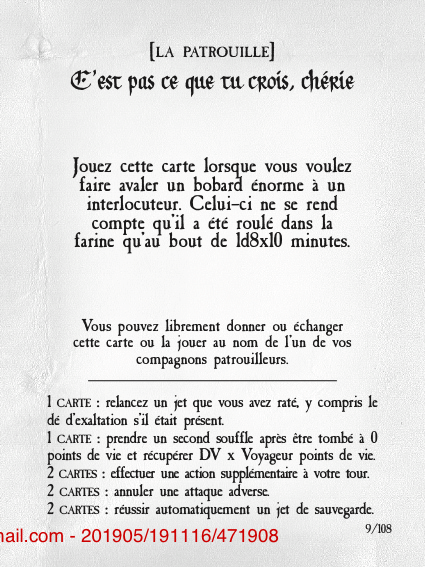 [LA PATROUILLE]
C'est pas ce que tu crois, chérie
Jouez cette carte lorsque vous voulez
faire avaler un bobard énorme à un
interlocuteur. Celui-ci ne se rend
compte qu'il a été roulé dans la
farine qu'au bout de 1d8x10 minutes.
Vous pouvez librement donner ou échanger
cette carte ou la jouer au nom de l'un de vos
compagnons patrouilleurs.
1 CARTE : relancez un jet que vous avez raté, y compris le
dé d'exaltation s'il était présent.
1 CARTE : prendre un second souffle après être tombé à 0
points de vie et récupérer DV x Voyageur points de vie.
2 CARTES : effectuer une action supplémentaire à votre tour.
2 CARTES : annuler une attaque adverse.
2 CARTES : réussir automatiquement un jet de sauvegarde.
9/108
mail.com - 201905/191116/471908